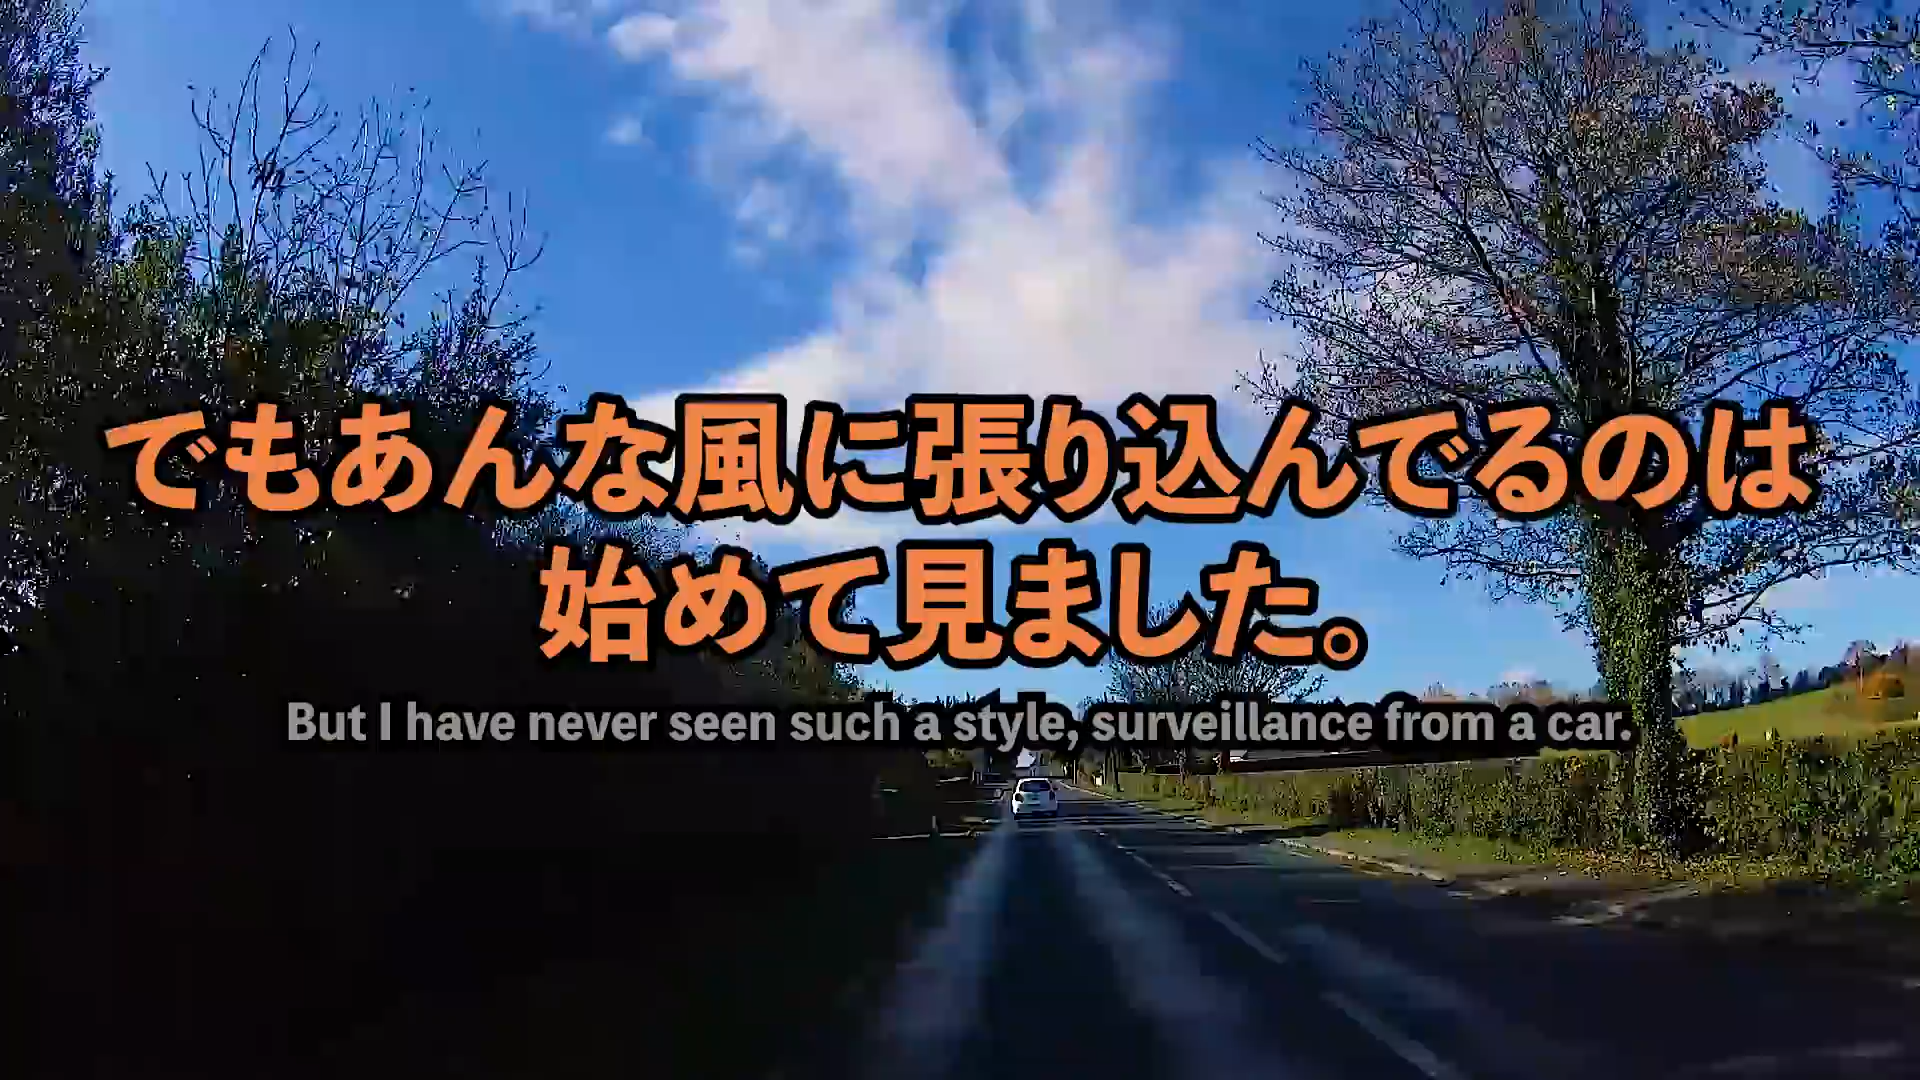 でもあんな風に張り込んでるのは
始めて見ました。
But I have never seen such a style, surveillance from a car.